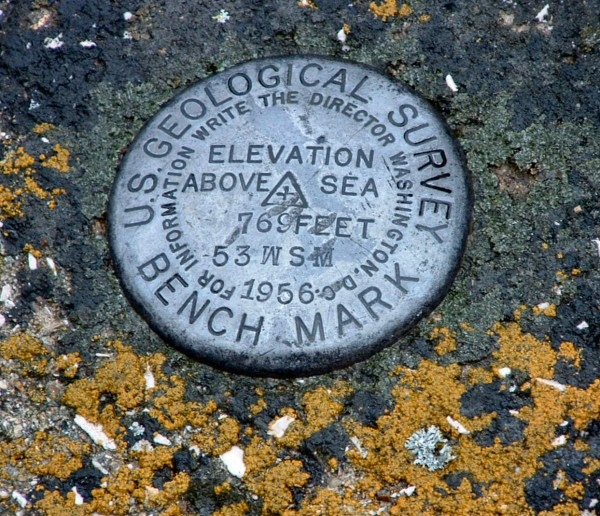 U.S. GEOLOGICAL SURVEY
FOR INFORMATION WRITE THE DIRECTOR WASHINGTON, D.C.
ELEVATION
ABOVE SEA
769 FEET
53 WSM
1956
BENCH MARK